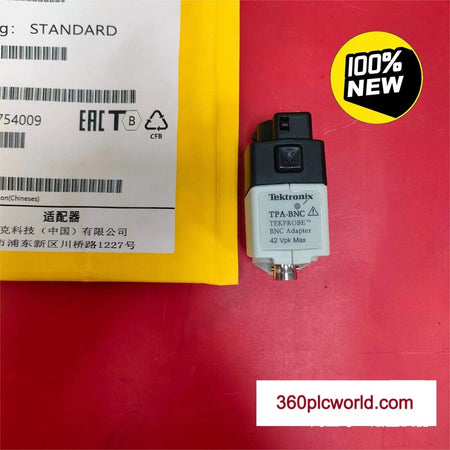 g: STANDARD
754009
EAC
B
CFB
an(Chineses)
适配器
克科技（中国）有限公司
市浦东新区川桥路1227号
100%
NEW
Tektronix
TPA-BNC
TEKPROBE™
BNC Adapter
42 Vpk Max
360plcworld.com